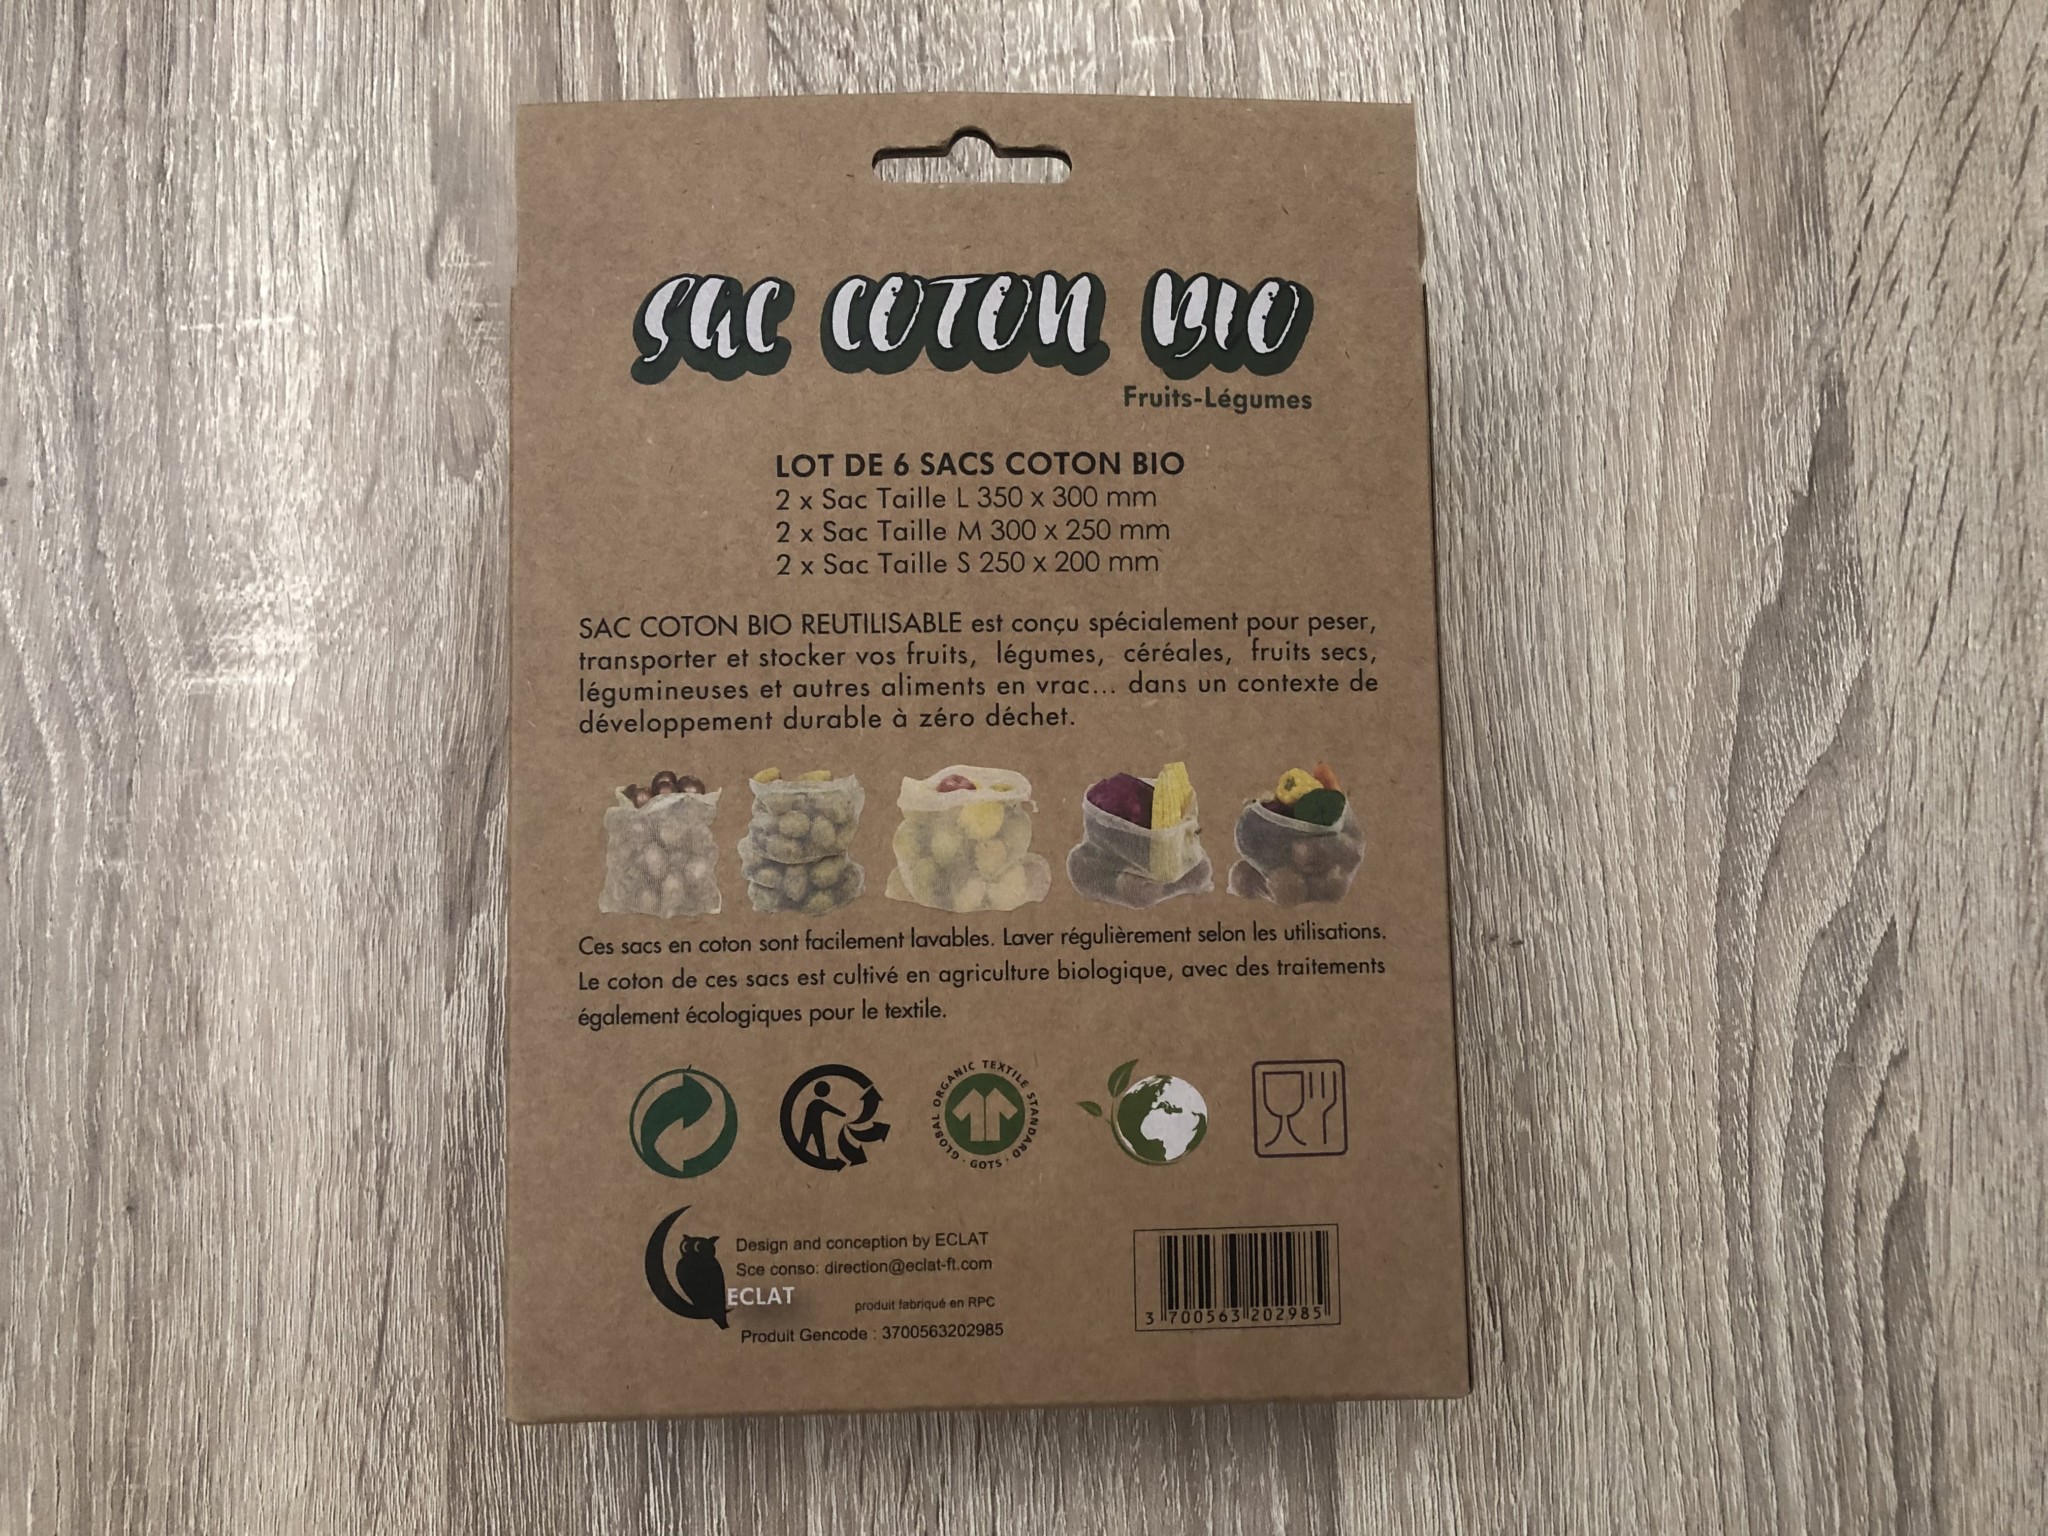 SAC COTON BIO
Fruits-Légumes
LOT DE 6 SACS COTON BIO
2 x Sac Taille L 350 x 300 mm
2 x Sac Taille M 300 x 250 mm
2 x Sac Taille S 250 x 200 mm
SAC COTON BIO REUTILISABLE est conçu spécialement pour peser,
transporter et stocker vos fruits, légumes, céréales, fruits secs,
légumineuses et autres aliments en vrac... dans un contexte de
développement durable à zéro déchet.
Ces sacs en coton sont facilement lavables. Laver régulièrement selon les utilisations.
Le coton de ces sacs est cultivé en agriculture biologique, avec des traitements
également écologiques pour le textile.
GLOBAL ORGANIC TEXTILE STANDARD · GOTS ·
Design and conception by ECLAT
Sce conso: direction@eclat-ft.com
ECLAT
produit fabriqué en RPC
Produit Gencode : 3700563202985
3 700563 202985